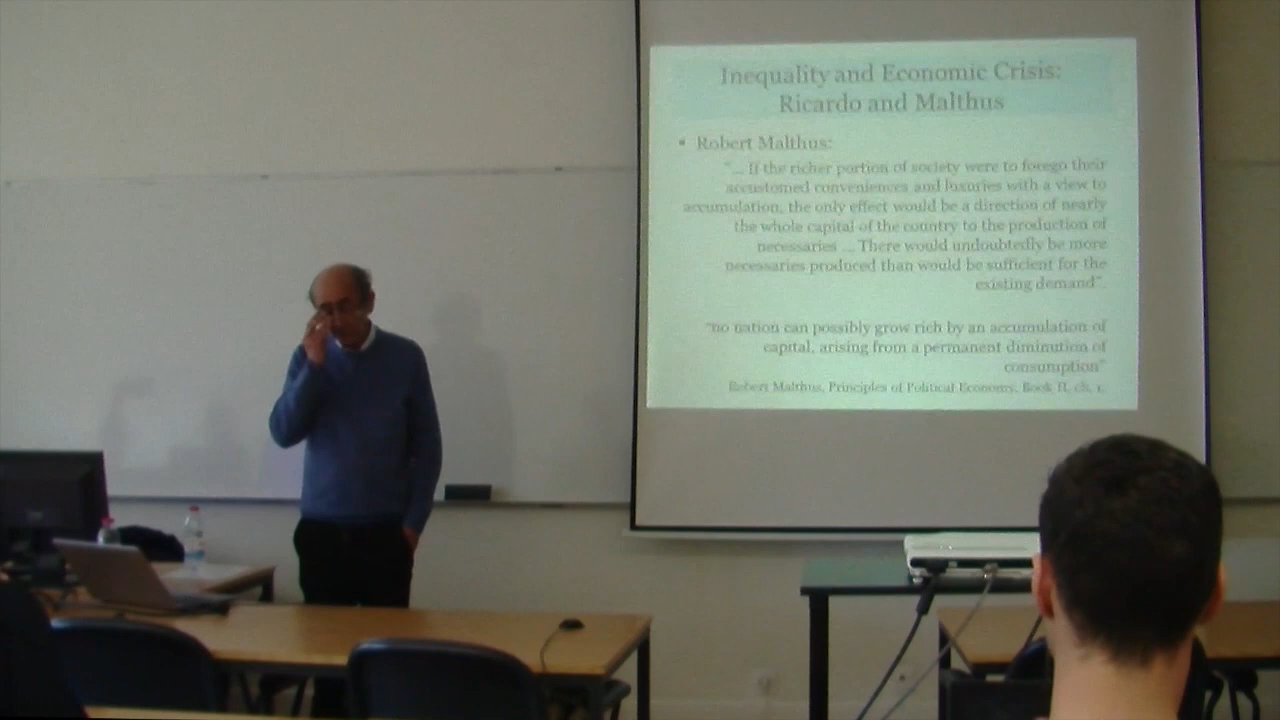 Inequality and Economic Crisis:
Ricardo and Malthus
• Robert Malthus:
"... If the richer portion of society were to forego their
accustomed conveniences and luxuries with a view to
accumulation, the only effect would be a direction of nearly
the whole capital of the country to the production of
necessaries ... There would undoubtedly be more
necessaries produced than would be sufficient for the
existing demand".
"no nation can possibly grow rich by an accumulation of
capital, arising from a permanent diminution of
consumption"
Robert Malthus, Principles of Political Economy, Book II, ch. 1.